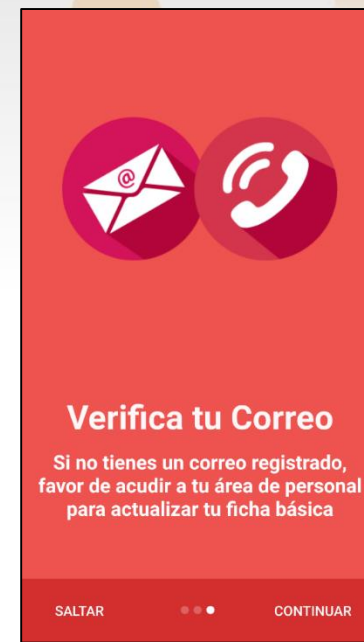 @
Verifica tu Correo
Si no tienes un correo registrado,
favor de acudir a tu área de personal
para actualizar tu ficha básica
SALTAR
CONTINUAR